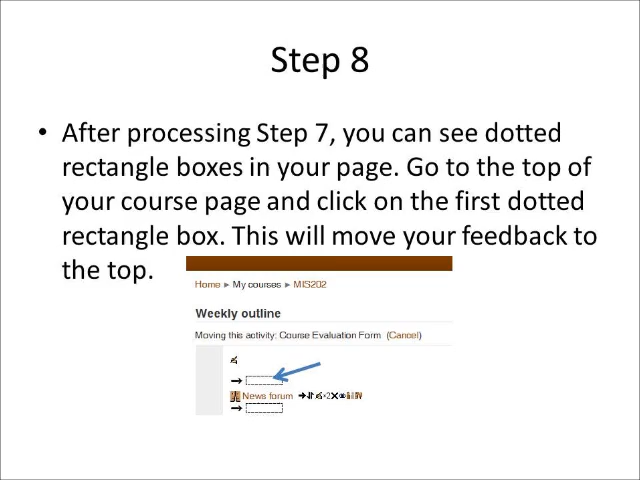 Step 8
• After processing Step 7, you can see dotted
rectangle boxes in your page. Go to the top of
your course page and click on the first dotted
rectangle box. This will move your feedback to
the top.
Home ► My courses ► MIS202
Weekly outline
Moving this activity: Course Evaluation Form (Cancel)
News forum